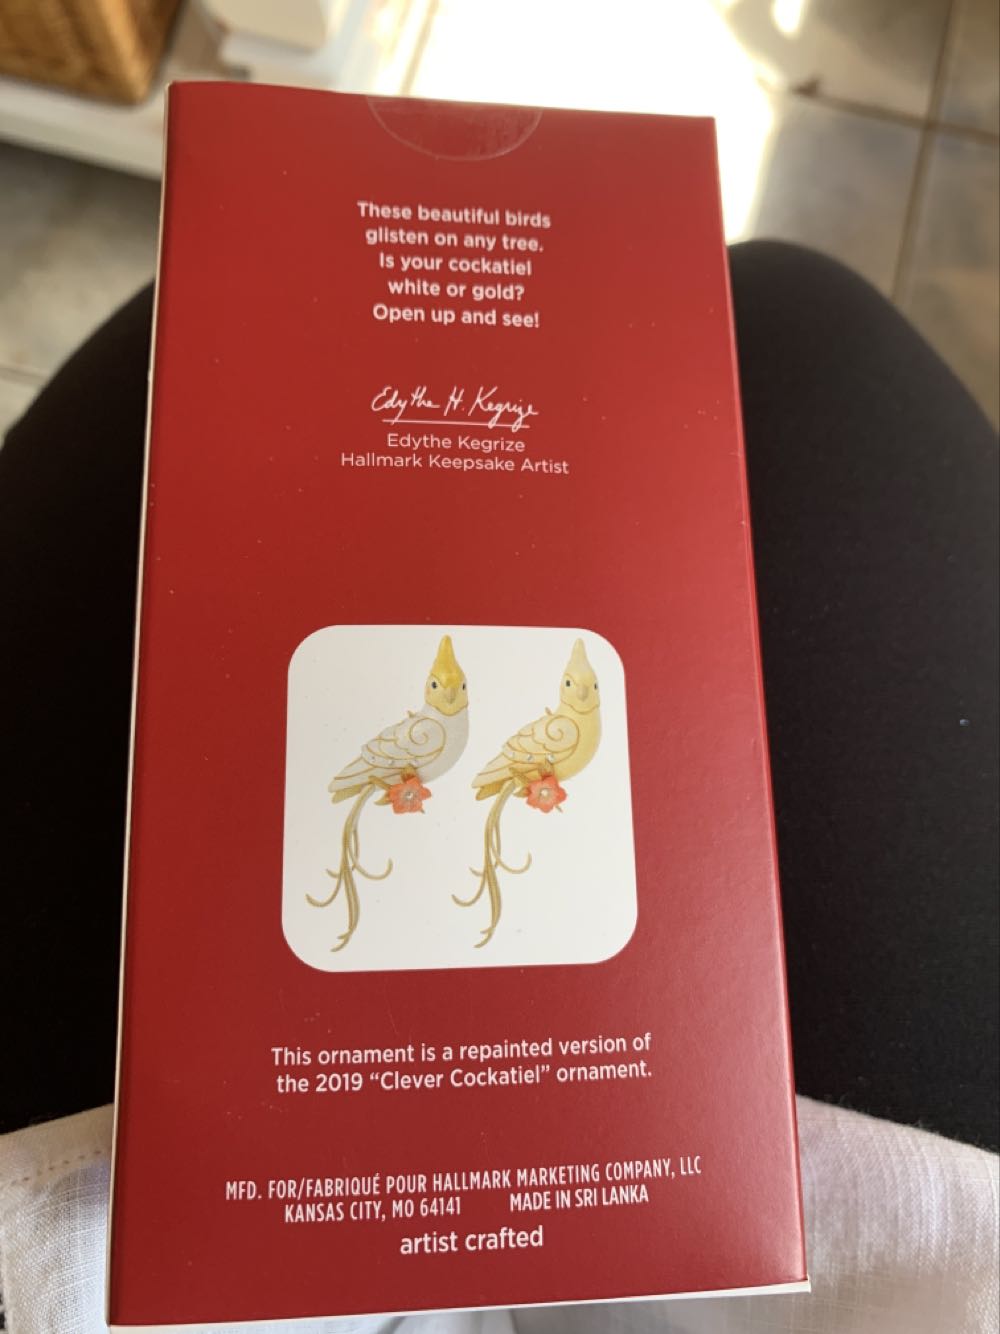 These beautiful birds
glisten on any tree.
Is your cockatiel
white or gold?
Open up and see!
Edythe H. Kegrize
Edythe Kegrize
Hallmark Keepsake Artist
This ornament is a repainted version of
the 2019 “Clever Cockatiel” ornament.
MFD. FOR/FABRIQUÉ POUR HALLMARK MARKETING COMPANY, LLC
KANSAS CITY, MO 64141 MADE IN SRI LANKA
artist crafted